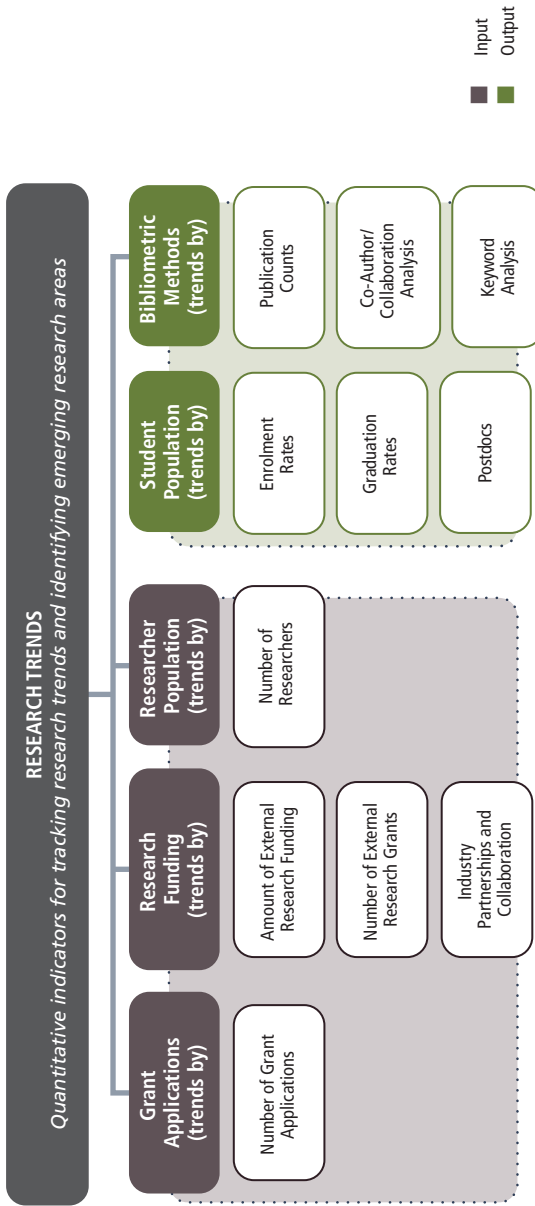 RESEARCH TRENDS
Quantitative indicators for tracking research trends and identifying emerging research areas
Grant
Applications
(trends by)
Number of Grant
Applications
Research
Funding
(trends by)
Amount of External
Research Funding
Number of External
Research Grants
Industry
Partnerships and
Collaboration
Researcher
Population
(trends by)
Number of
Researchers
Student
Population
(trends by)
Enrolment
Rates
Graduation
Rates
Postdocs
Bibliometric
Methods
(trends by)
Publication
Counts
Co-Author/
Collaboration
Analysis
Keyword
Analysis
Input
Output